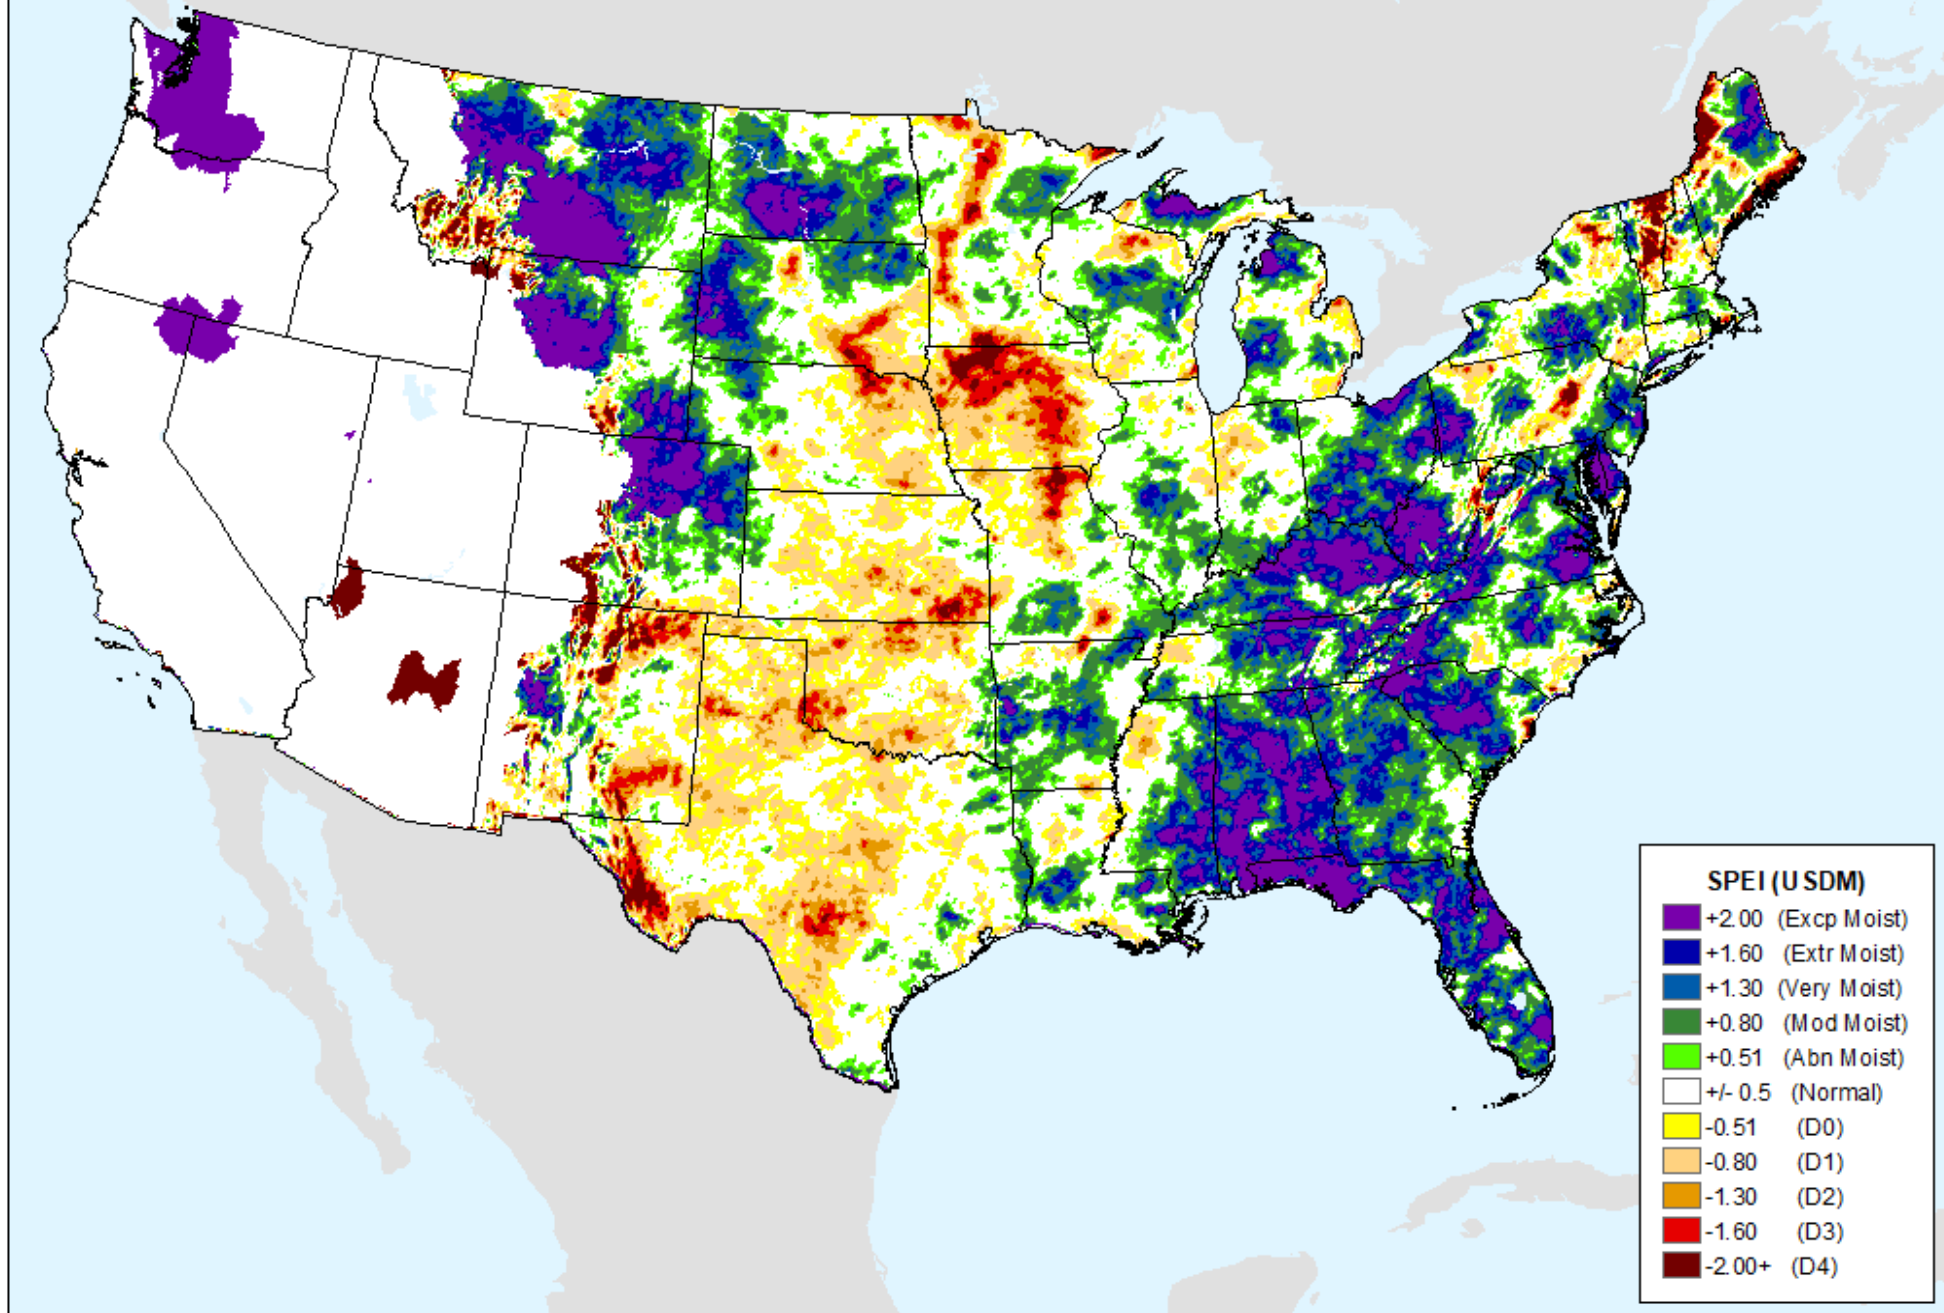 SPEI (USDM)
+2.00 (Excp Moist)
+1.60 (Extr Moist)
+1.30 (Very Moist)
+0.80 (Mod Moist)
+0.51 (Abn Moist)
+/- 0.5 (Normal)
-0.51 (D0)
-0.80 (D1)
-1.30 (D2)
-1.60 (D3)
-2.00+ (D4)